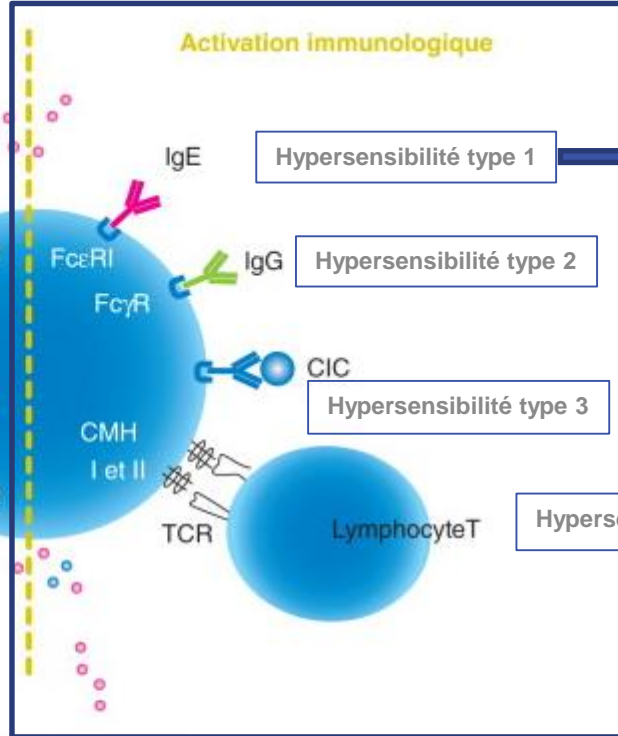 Activation immunologique
IgE
Hypersensibilité type 1
FcεRI
IgG
Hypersensibilité type 2
FcγR
CIC
Hypersensibilité type 3
CMH
I et II
TCR
LymphocyteT